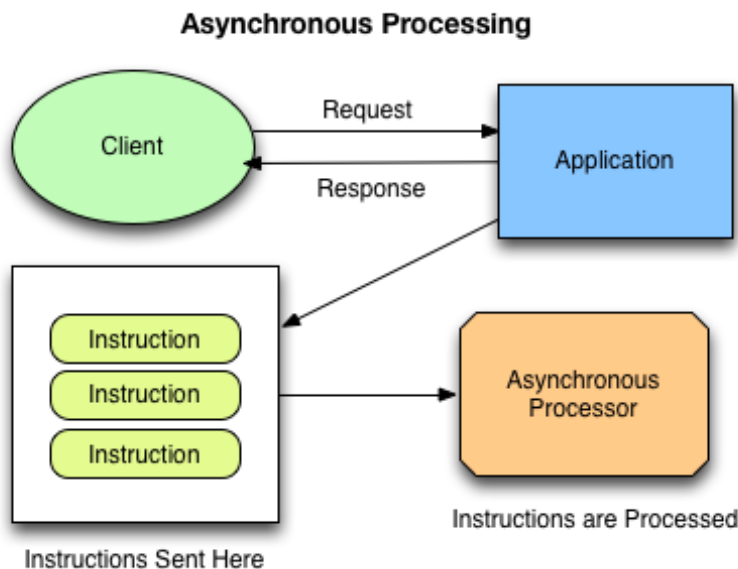 Asynchronous Processing
Client
Request
Response
Application
Instruction
Instruction
Instruction
Asynchronous
Processor
Instructions Sent Here
Instructions are Processed